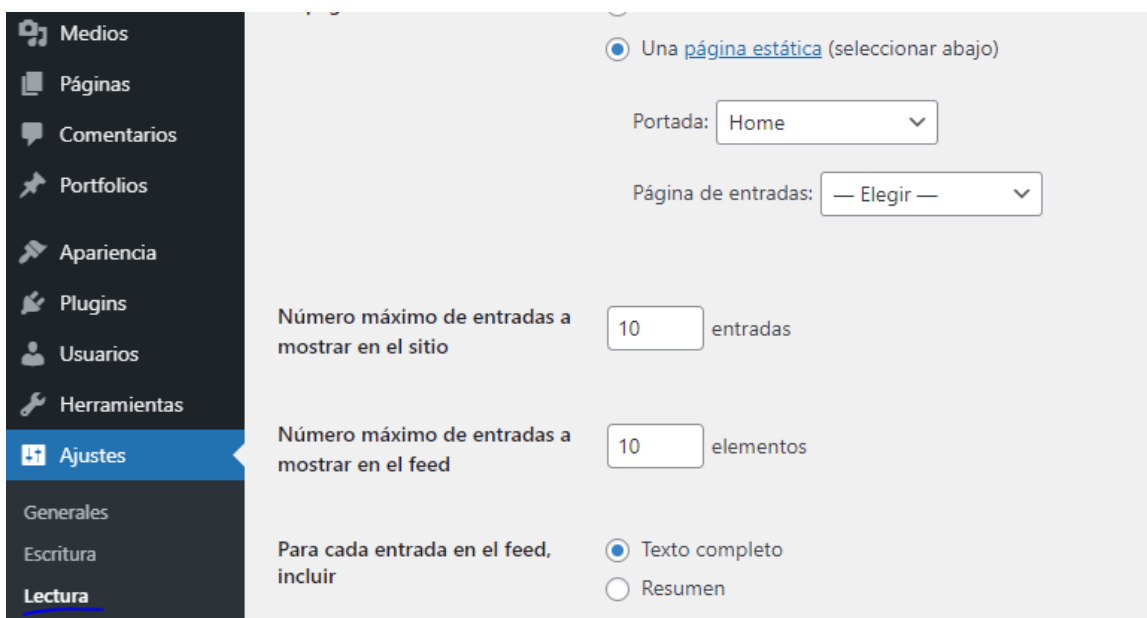 Medios
Páginas
Comentarios
Portfolios
Apariencia
Plugins
Usuarios
Herramientas
Ajustes
Generales
Escritura
Lectura
Una página estática (seleccionar abajo)
Portada: Home
Página de entradas: — Elegir —
Número máximo de entradas a
mostrar en el sitio
10 entradas
Número máximo de entradas a
mostrar en el feed
10 elementos
Para cada entrada en el feed,
incluir
Texto completo
Resumen